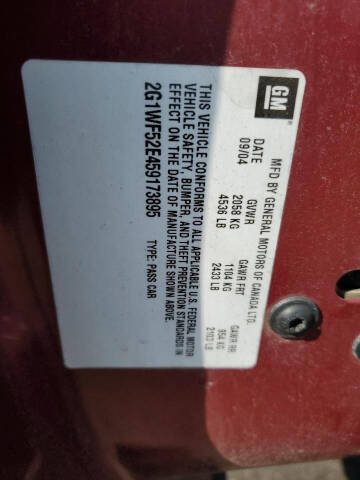 GM
MFD BY GENERAL MOTORS OF CANADA LTD.
DATE GVWR GAWR FRT GAWR RR
09/04 2058 KG 1104 KG 954 KG
4536 LB 2433 LB 2103 LB
THIS VEHICLE CONFORMS TO ALL APPLICABLE U.S. FEDERAL MOTOR
VEHICLE SAFETY, BUMPER, AND THEFT PREVENTION STANDARDS IN
EFFECT ON THE DATE OF MANUFACTURE SHOWN ABOVE.
2G1WF52E459173895 TYPE: PASS CAR